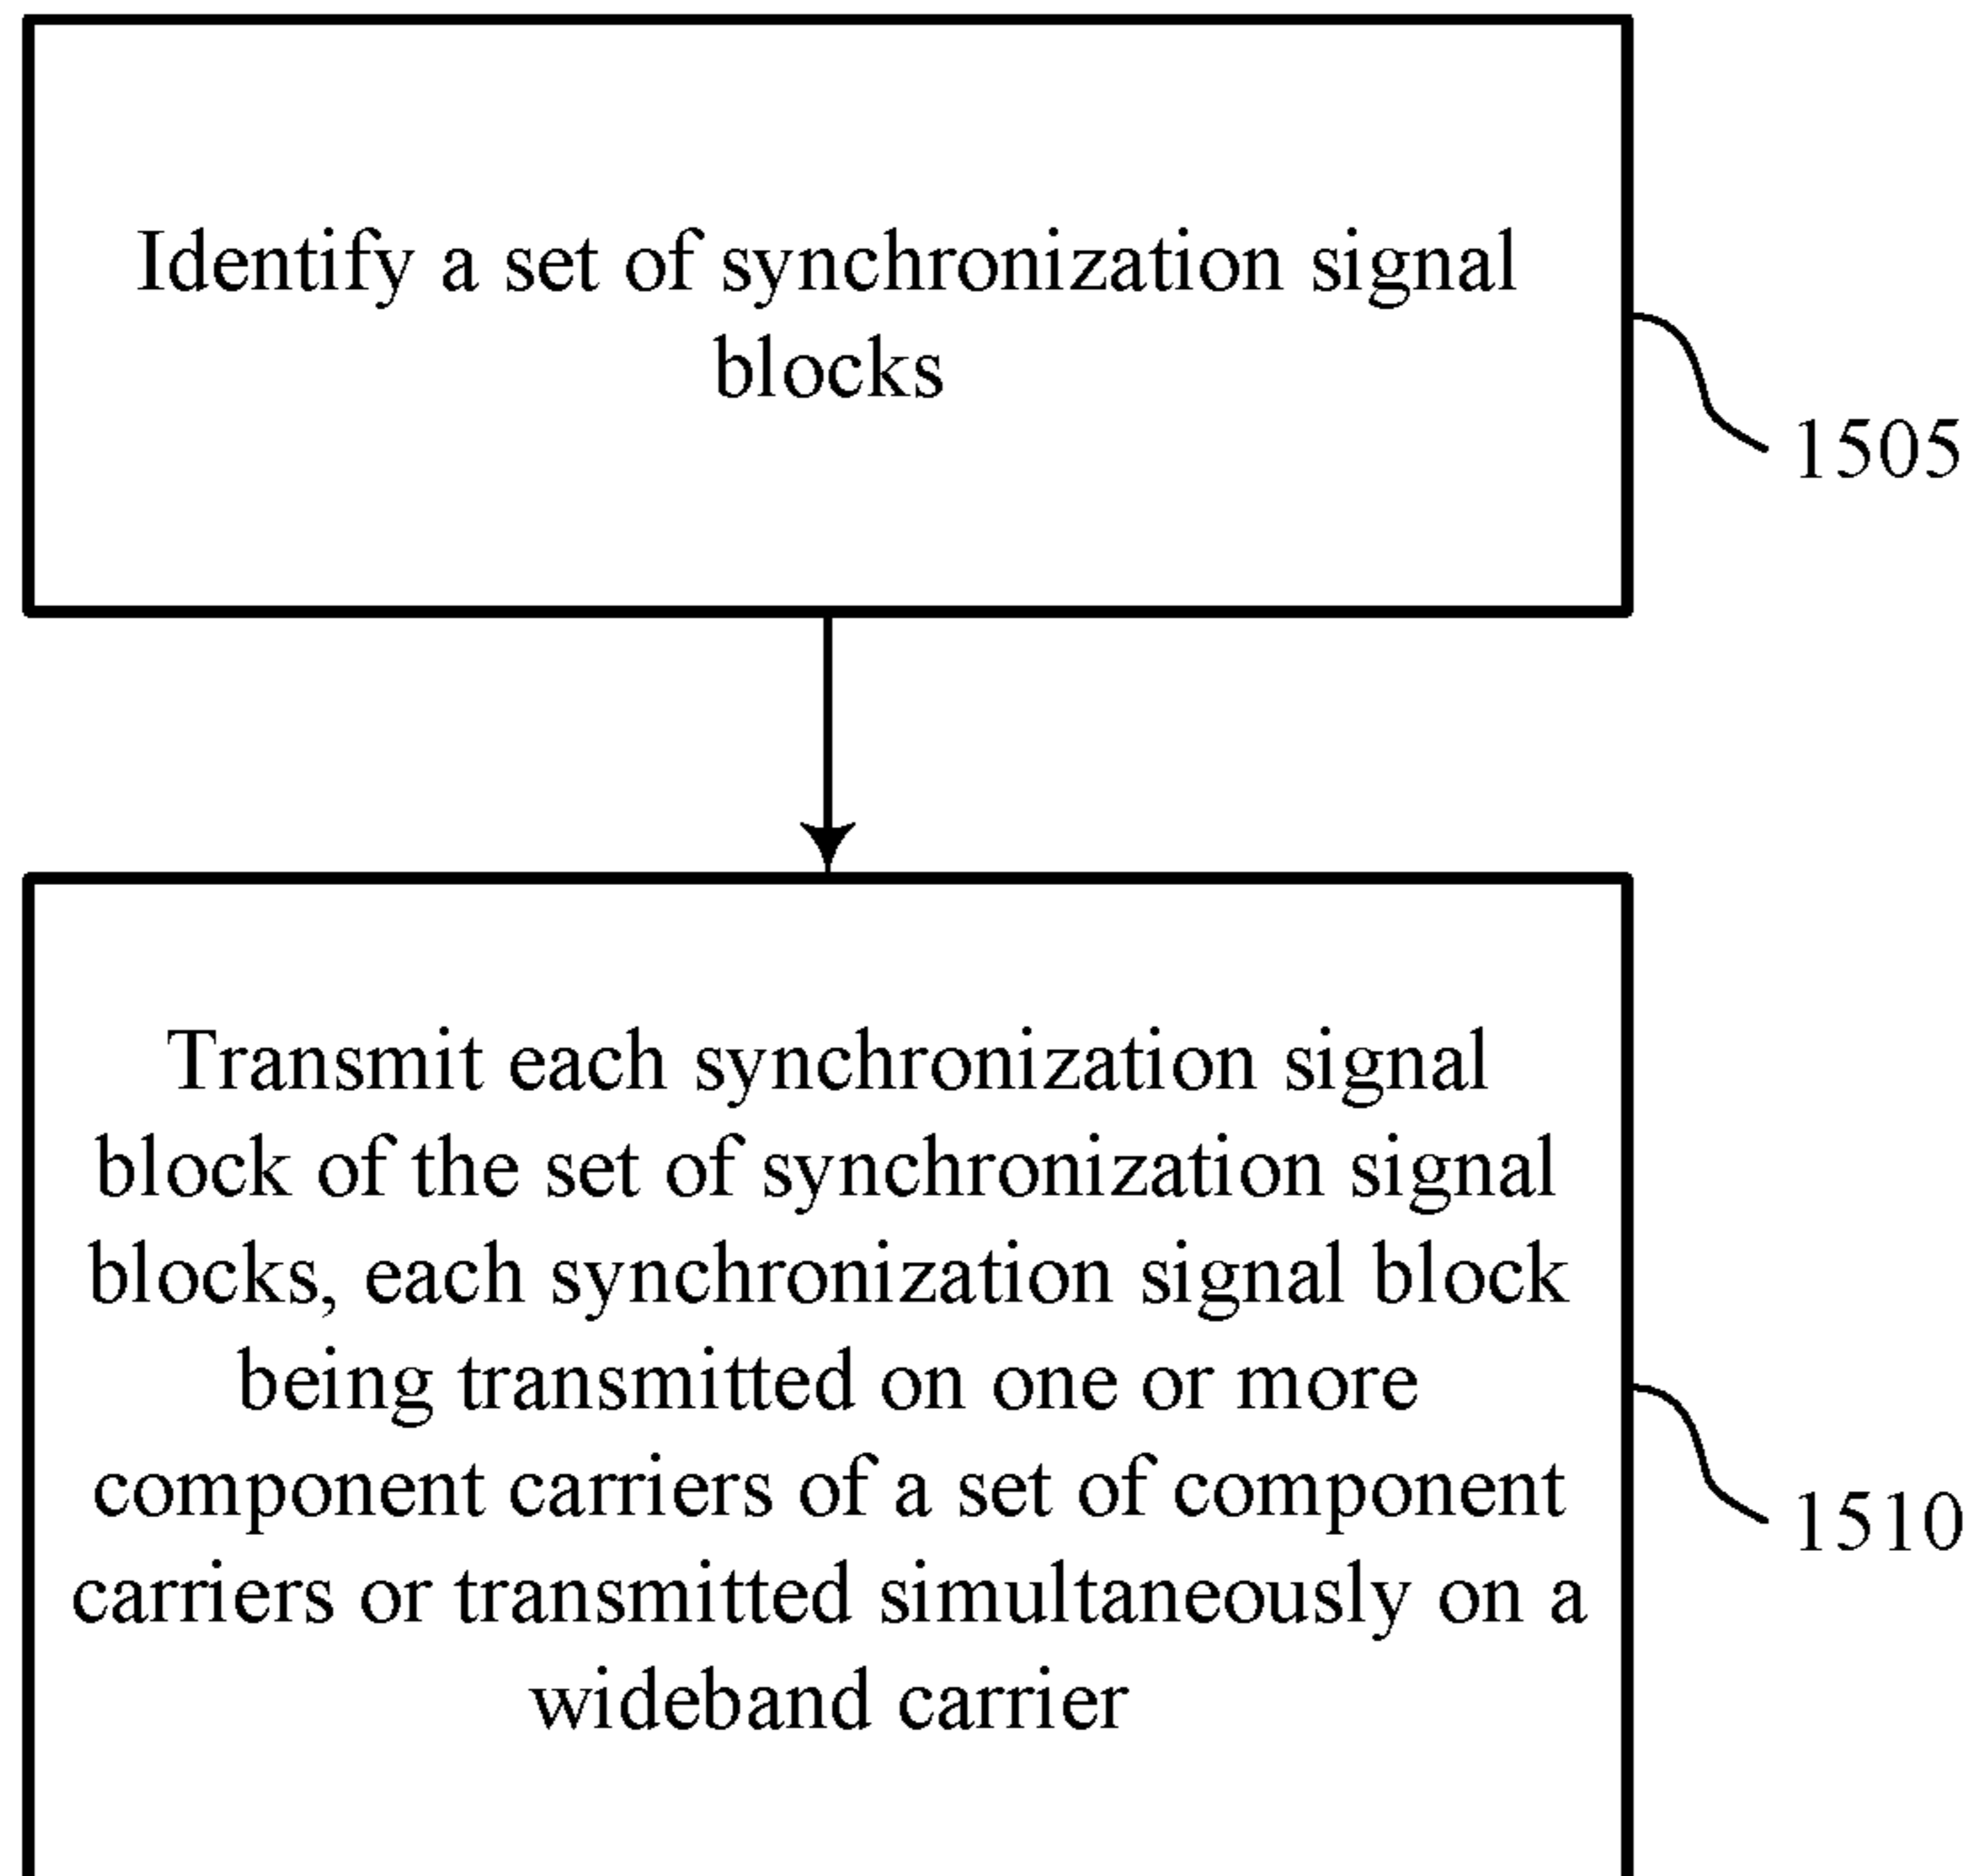 Identify a set of synchronization signal
blocks
1505
Transmit each synchronization signal
block of the set of synchronization signal
blocks, each synchronization signal block
being transmitted on one or more
component carriers of a set of component
carriers or transmitted simultaneously on a
wideband carrier
1510